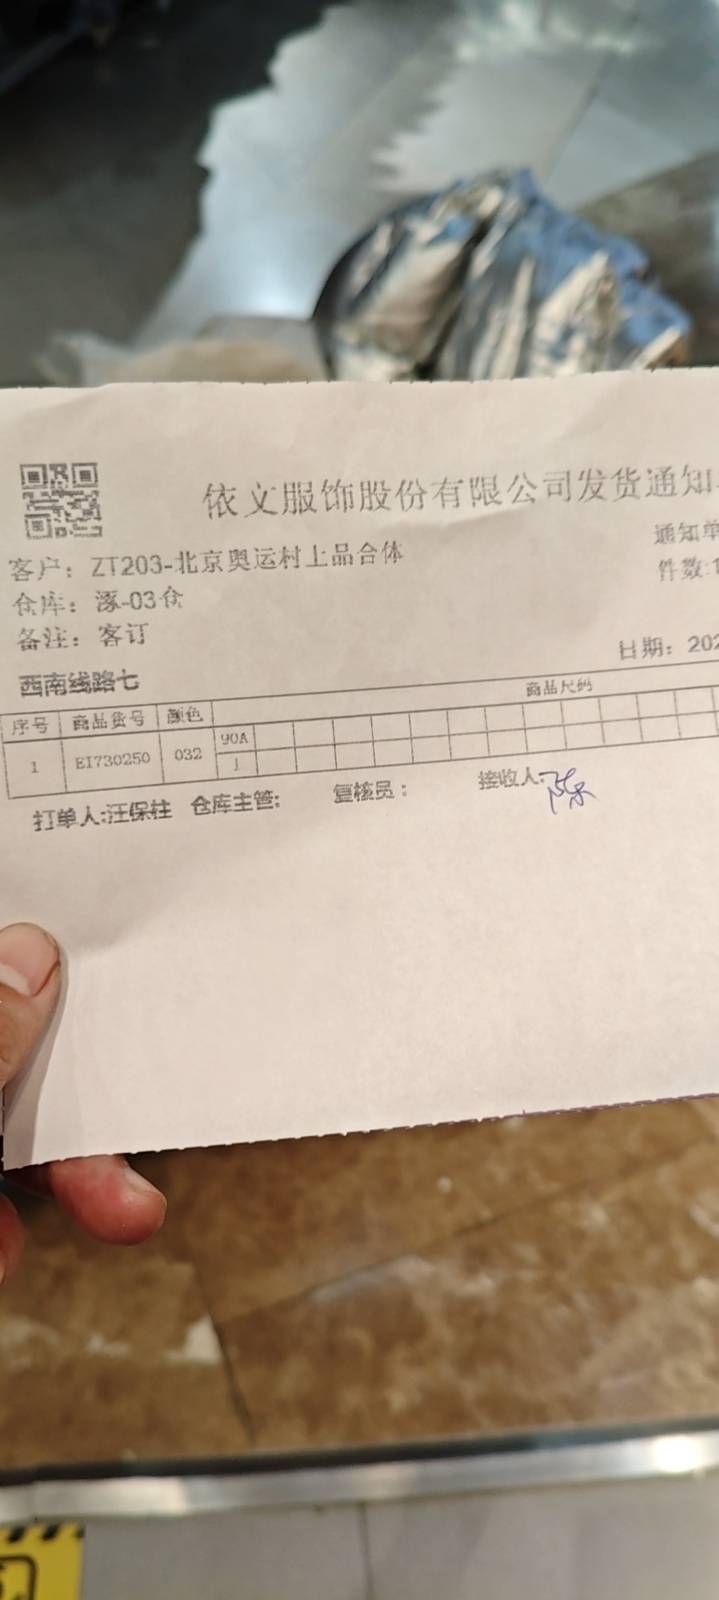 依文服饰股份有限公司发货通知
客户：ZT203-北京奥运村上品合体
通知单
仓库：涿-03仓
件数:1
备注：客订
日期：202
西南线路七
序号 商品货号 颜色 商品尺码
1 EI730250 032 90A
1
打单人:汪保柱 仓库主管: 复核员： 接收人:陈